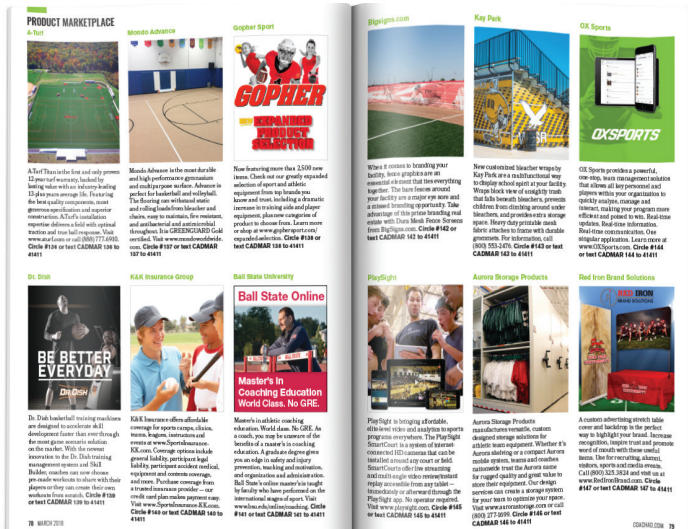 PRODUCT MARKETPLACE
A-Turf
A-Turf Titan is the first and only proven
12-year turf warranty, backed by
lasting value with an industry-leading
13-plus years average life. Featuring
the best quality components, most
generous specification and superior
construction. A-Turf's installation
expertise delivers a field with optimal
traction and true ball response. Visit
www.aturf.com or call (888) 777-6910.
Circle #136 or text CADMAR 136 to
41411
Mondo Advance
Mondo Advance is the most durable
and high-performance gymnasium
and multipurpose surface. Advance is
perfect for basketball and volleyball.
The flooring can withstand static
and rolling loads from bleacher and
chairs, easy to maintain, fire resistant,
and antibacterial and antimicrobial
throughout. It is GREENGUARD Gold
certified. Visit www.mondoworldwide.
com. Circle #137 or text CADMAR
137 to 41411
Gopher Sport
GOPHER
EXPANDED
PRODUCT
SELECTION
Now featuring more than 2,500 new
items. Check out our greatly expanded
selection of sport and athletic
equipment from top brands you
know and trust, including a dramatic
increase in training aids and player
equipment, plus new categories of
product to choose from. Learn more
or shop at www.gophersport.com/
expanded-selection. Circle #138 or
text CADMAR 138 to 41411
Dr. Dish
BE BETTER
EVERYDAY
DR.DISH
Dr. Dish basketball training machines
are designed to accelerate skill
development faster than ever through
the most game scenario solution
on the market. With the newest
innovation to the Dr. Dish training
management system and Skill
Builder, coaches can now choose
pre-made workouts to share with their
players or they can create their own
workouts from scratch. Circle #139
or text CADMAR 139 to 41411
K&K Insurance Group
K&K Insurance offers affordable
coverage for sports camps, clinics,
teams, leagues, instructors and
events at www.SportsInsurance-
KK.com. Coverage options include
general liability, participant legal
liability, participant accident medical,
equipment and contents coverage,
and more. Purchase coverage from
a trusted insurance provider — our
credit card plan makes payment easy.
Visit www.SportsInsurance-KK.com.
Circle #140 or text CADMAR 140 to
41411
Ball State University
Ball State Online
BALL STATE
Master's in
Coaching Education
World Class. No GRE.
Master's in athletic coaching
education. World class. No GRE. As
a coach, you may be unaware of the
benefits of a master's in coaching
education. A graduate degree gives
you an edge in safety and injury
prevention, tracking and motivation,
and organization and administration.
Ball State's online master's is taught
by faculty who have performed on the
international stages of sport. Visit
www.bsu.edu/online/coaching. Circle
#141 or text CADMAR 141 to 41411
78 MARCH 2018
Bigsigns.com
When it comes to branding your
facility, fence graphics are an
essential element that ties everything
together. The bare fences around
your facility are a major eye sore and
a missed branding opportunity. Take
advantage of this prime branding real
estate with Dura Mesh Fence Screens
from BigSigns.com. Circle #142 or
text CADMAR 142 to 41411
Kay Park
New customized bleacher wraps by
Kay Park are a multifunctional way
to display school spirit at your facility.
Wraps block view of unsightly trash
that falls beneath bleachers, prevents
children from climbing around under
bleachers, and provides extra storage
space. Heavy duty printable mesh
fabric attaches to frame with durable
grommets. For information, call
(800) 553-2476. Circle #143 or text
CADMAR 143 to 41411
OX Sports
OXSPORTS
OX Sports provides a powerful,
one-stop, team management solution
that allows all key personnel and
players within your organization to
quickly analyze, manage and
interact, making your program more
efficient and poised to win. Real-time
updates. Real-time information.
Real-time communication. One
singular application. Learn more at
www.OXSports.com. Circle #144
or text CADMAR 144 to 41411
PlaySight
PlaySight is bringing affordable,
elite-level video and analytics to sports
programs everywhere. The PlaySight
SmartCourt is a system of internet-
connected HD cameras that can be
installed around any court or field.
SmartCourts offer live streaming
and multi-angle video review/instant
replay accessible from any tablet —
immediately or afterward through the
PlaySight app. No operator required.
Visit www.playsight.com. Circle #145
or text CADMAR 145 to 41411
Aurora Storage Products
Aurora Storage Products
manufactures versatile, custom
designed storage solutions for
athletic team equipment. Whether it's
Aurora shelving or a compact Aurora
mobile system, teams and coaches
nationwide trust the Aurora name
for rugged quality and great value to
store their equipment. Our design
services can create a storage system
for your team to optimize your space.
Visit www.aurorastorage.com or call
(800) 277-1699. Circle #146 or text
CADMAR 146 to 41411
Red Iron Brand Solutions
RED IRON
BRAND SOLUTIONS
A custom advertising stretch table
cover and backdrop is the perfect
way to highlight your brand. Increase
recognition, inspire trust and promote
word of mouth with these useful
items. Use for recruiting, alumni,
visitors, sports and media events.
Call (800) 325.3824 and visit us at
www.RedIronBrand.com. Circle
#147 or text CADMAR 147 to 41411
COACHAD.COM 79